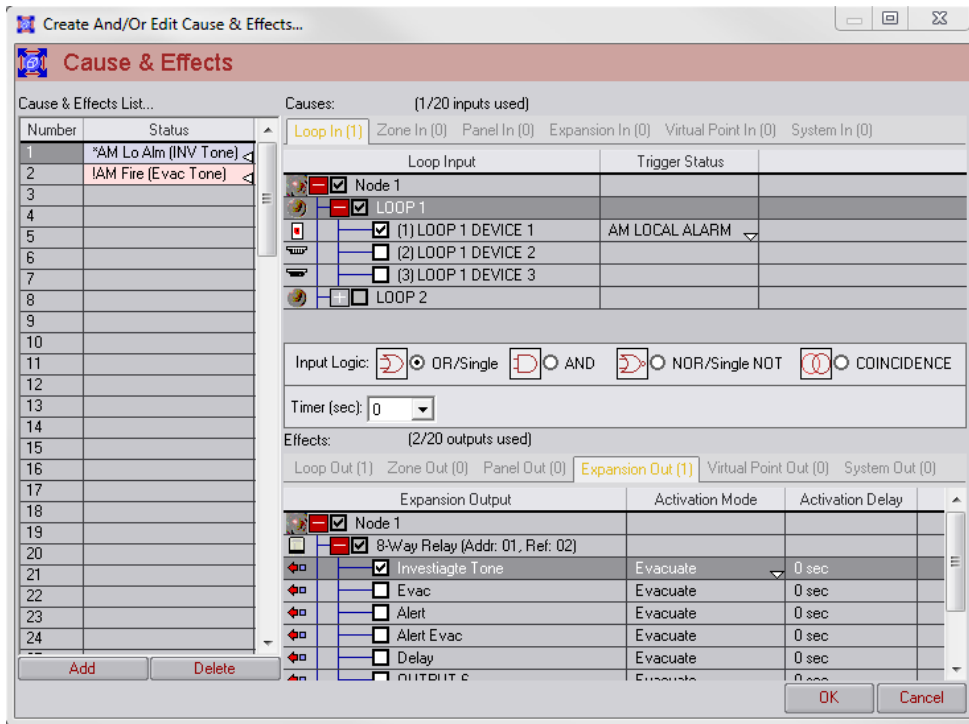 Create And/Or Edit Cause & Effects...
Cause & Effects
Cause & Effects List...
Causes: (1/20 inputs used)
Number Status
Loop In (1) Zone In (0) Panel In (0) Expansion In (0) Virtual Point In (0) System In (0)
1 *AM Lo Alm (INV Tone)
2 !AM Fire (Evac Tone)
3
4
5
6
7
8
9
10
11
12
13
14
15
16
17
18
19
20
21
22
23
24
Add Delete
Loop Input Trigger Status
Node 1
LOOP 1
(1) LOOP 1 DEVICE 1 AM LOCAL ALARM
(2) LOOP 1 DEVICE 2
(3) LOOP 1 DEVICE 3
LOOP 2
Input Logic: OR/Single AND NOR/Single NOT COINCIDENCE
Timer (sec): 0
Effects: (2/20 outputs used)
Loop Out (1) Zone Out (0) Panel Out (0) Expansion Out (1) Virtual Point Out (0) System Out (0)
Expansion Output Activation Mode Activation Delay
Node 1
8-Way Relay (Addr: 01, Ref: 02)
Investiagte Tone Evacuate 0 sec
Evac Evacuate 0 sec
Alert Evacuate 0 sec
Alert Evac Evacuate 0 sec
Delay Evacuate 0 sec
OK Cancel